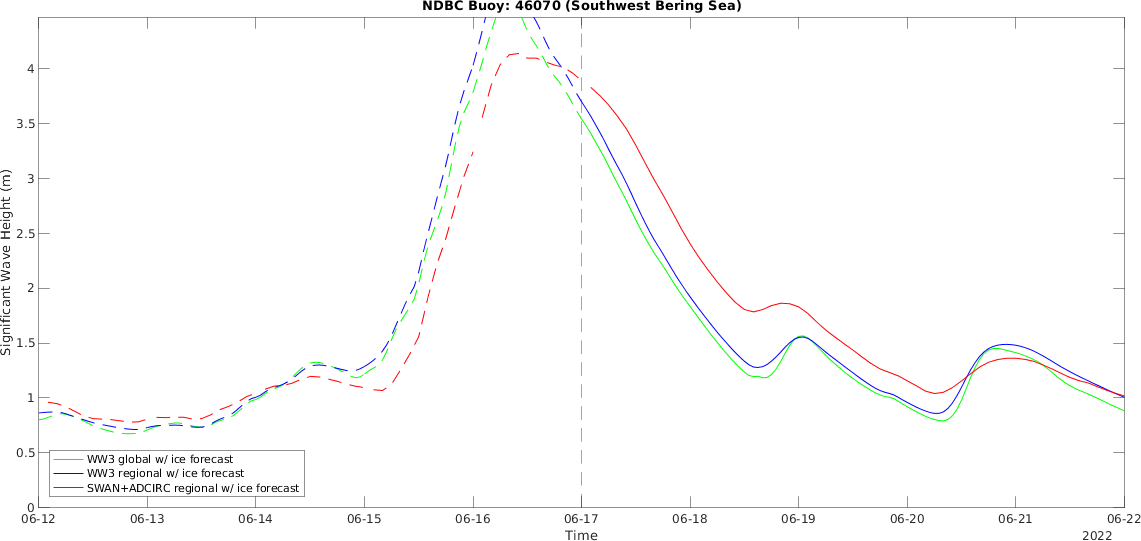 NDBC Buoy: 46070 (Southwest Bering Sea)
Significant Wave Height (m)
4
3.5
3
2.5
2
1.5
1
0.5
0
WW3 global w/ ice forecast
WW3 regional w/ ice forecast
SWAN+ADCIRC regional w/ ice forecast
06-12 06-13 06-14 06-15 06-16 06-17 06-18 06-19 06-20 06-21 06-22
Time
2022